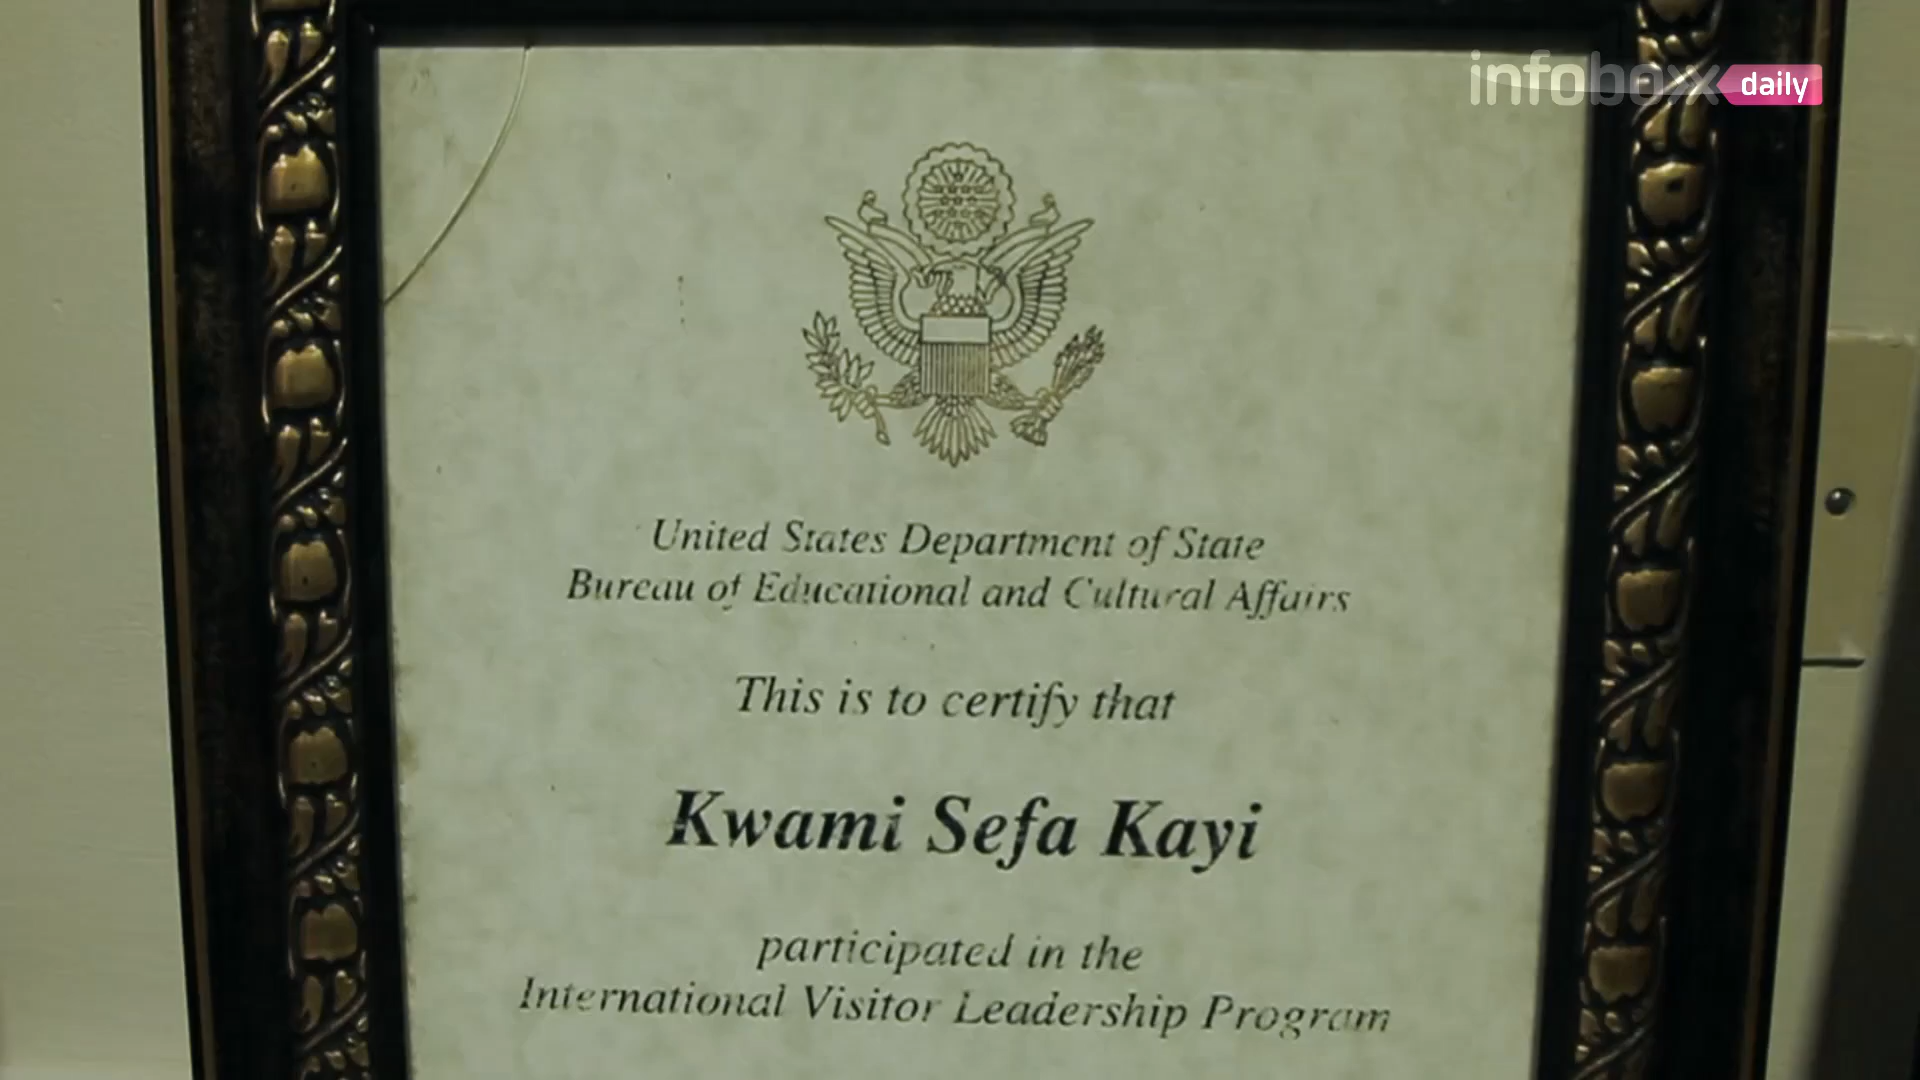 infoboxx daily
United States Department of State
Bureau of Educational and Cultural Affairs
This is to certify that
Kwami Sefa Kayi
participated in the
International Visitor Leadership Program